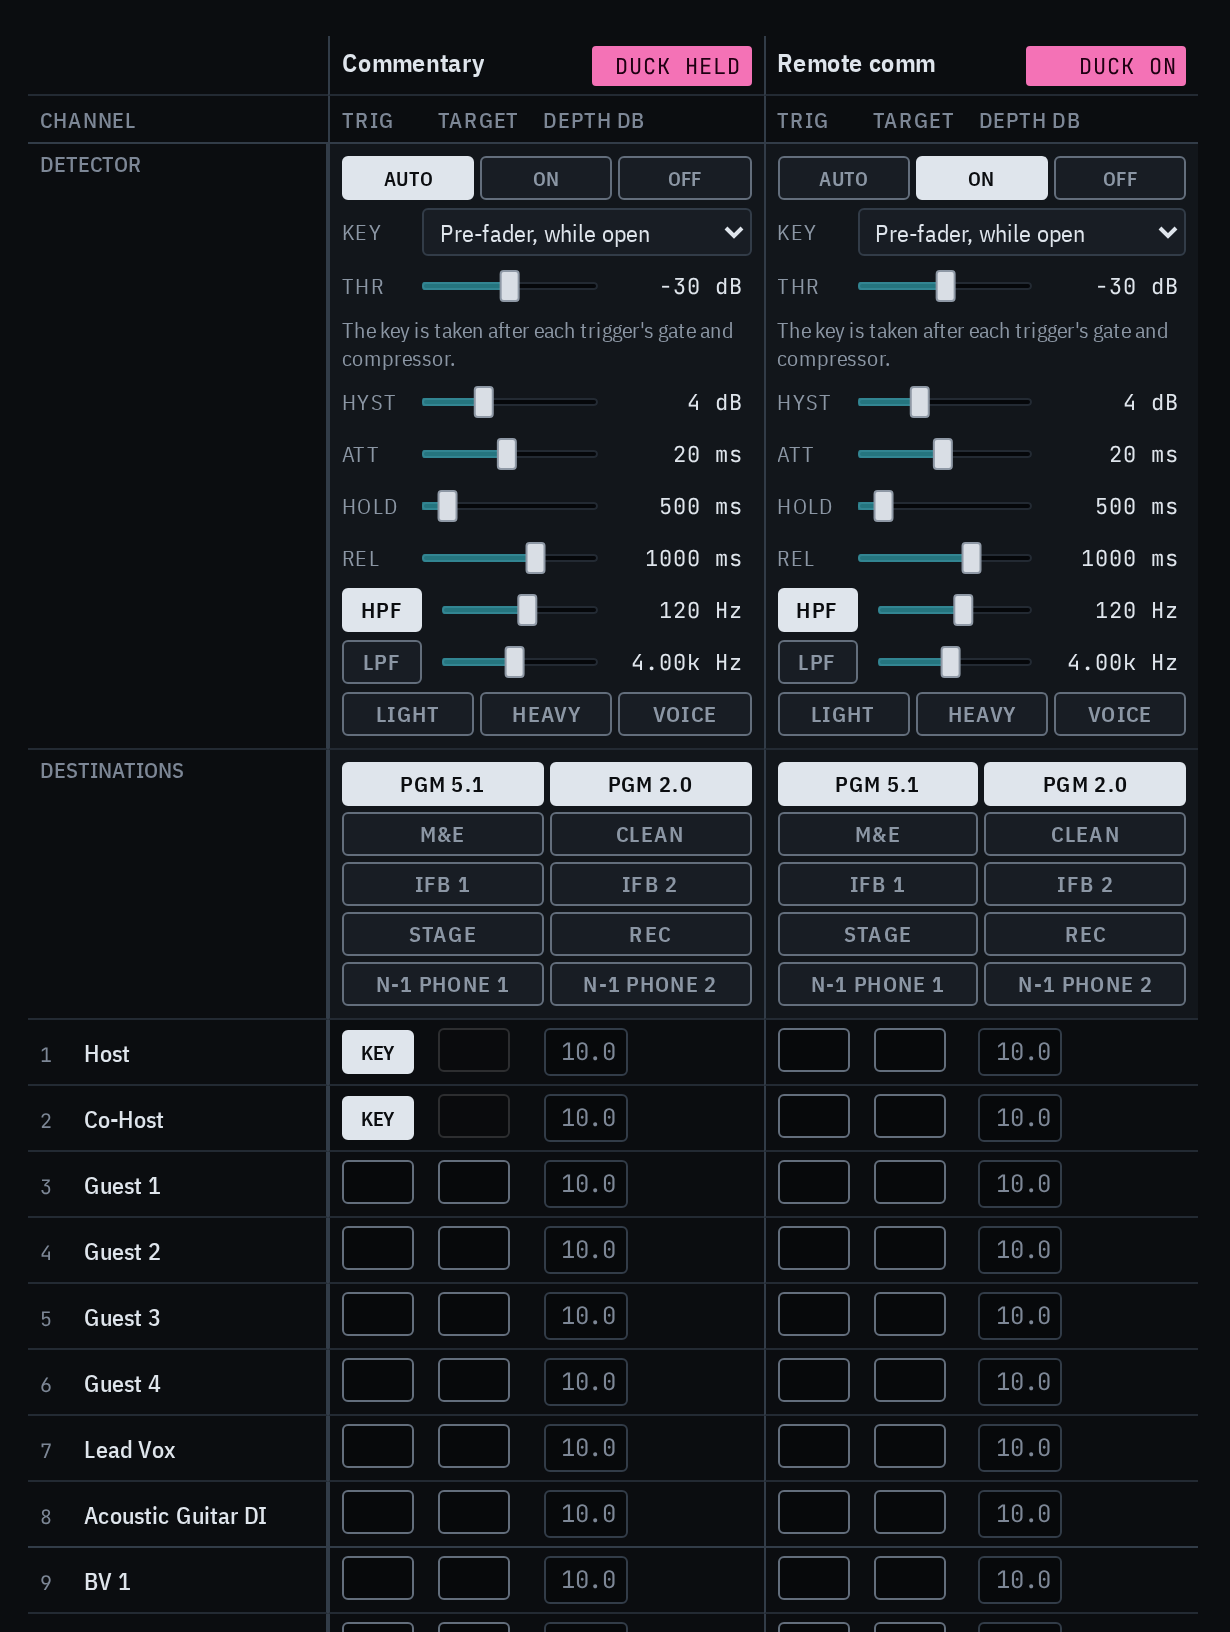 Commentary DUCK HELD Remote comm DUCK ON
CHANNEL TRIG TARGET DEPTH DB TRIG TARGET DEPTH DB
DETECTOR AUTO ON OFF AUTO ON OFF
KEY Pre-fader, while open KEY Pre-fader, while open
THR -30 dB THR -30 dB
The key is taken after each trigger's gate and The key is taken after each trigger's gate and
compressor. compressor.
HYST 4 dB HYST 4 dB
ATT 20 ms ATT 20 ms
HOLD 500 ms HOLD 500 ms
REL 1000 ms REL 1000 ms
HPF 120 Hz HPF 120 Hz
LPF 4.00k Hz LPF 4.00k Hz
LIGHT HEAVY VOICE LIGHT HEAVY VOICE
DESTINATIONS PGM 5.1 PGM 2.0 PGM 5.1 PGM 2.0
M&E CLEAN M&E CLEAN
IFB 1 IFB 2 IFB 1 IFB 2
STAGE REC STAGE REC
N-1 PHONE 1 N-1 PHONE 2 N-1 PHONE 1 N-1 PHONE 2
1 Host KEY 10.0 10.0
2 Co-Host KEY 10.0 10.0
3 Guest 1 10.0 10.0
4 Guest 2 10.0 10.0
5 Guest 3 10.0 10.0
6 Guest 4 10.0 10.0
7 Lead Vox 10.0 10.0
8 Acoustic Guitar DI 10.0 10.0
9 BV 1 10.0 10.0